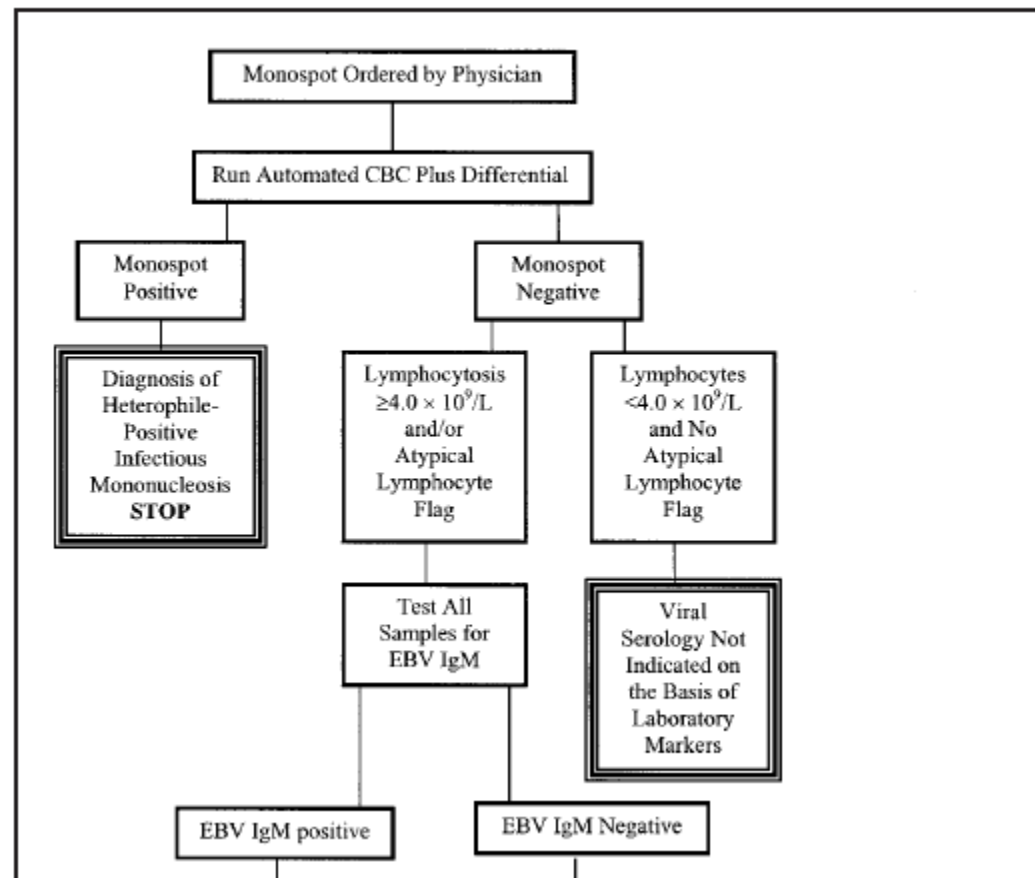 Monospot Ordered by Physician
Run Automated CBC Plus Differential
Monospot
Positive
Monospot
Negative
Diagnosis of
Heterophile-
Positive
Infectious
Mononucleosis
STOP
Lymphocytosis
≥4.0 × 10⁹/L
and/or
Atypical
Lymphocyte
Flag
Lymphocytes
<4.0 × 10⁹/L
and No
Atypical
Lymphocyte
Flag
Test All
Samples for
EBV IgM
Viral
Serology Not
Indicated on
the Basis of
Laboratory
Markers
EBV IgM positive
EBV IgM Negative